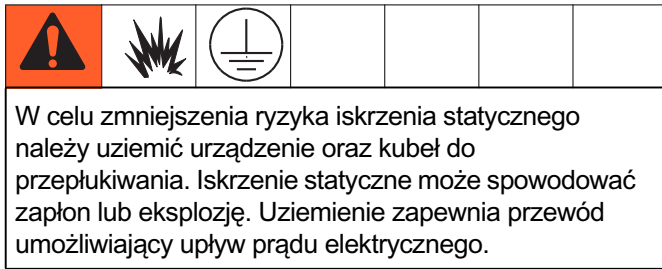 W celu zmniejszenia ryzyka iskrzenia statycznego
należy uziemić urządzenie oraz kubeł do
przepłukiwania. Iskrzenie statyczne może spowodować
zapłon lub eksplozję. Uziemienie zapewnia przewód
umożliwiający upływ prądu elektrycznego.